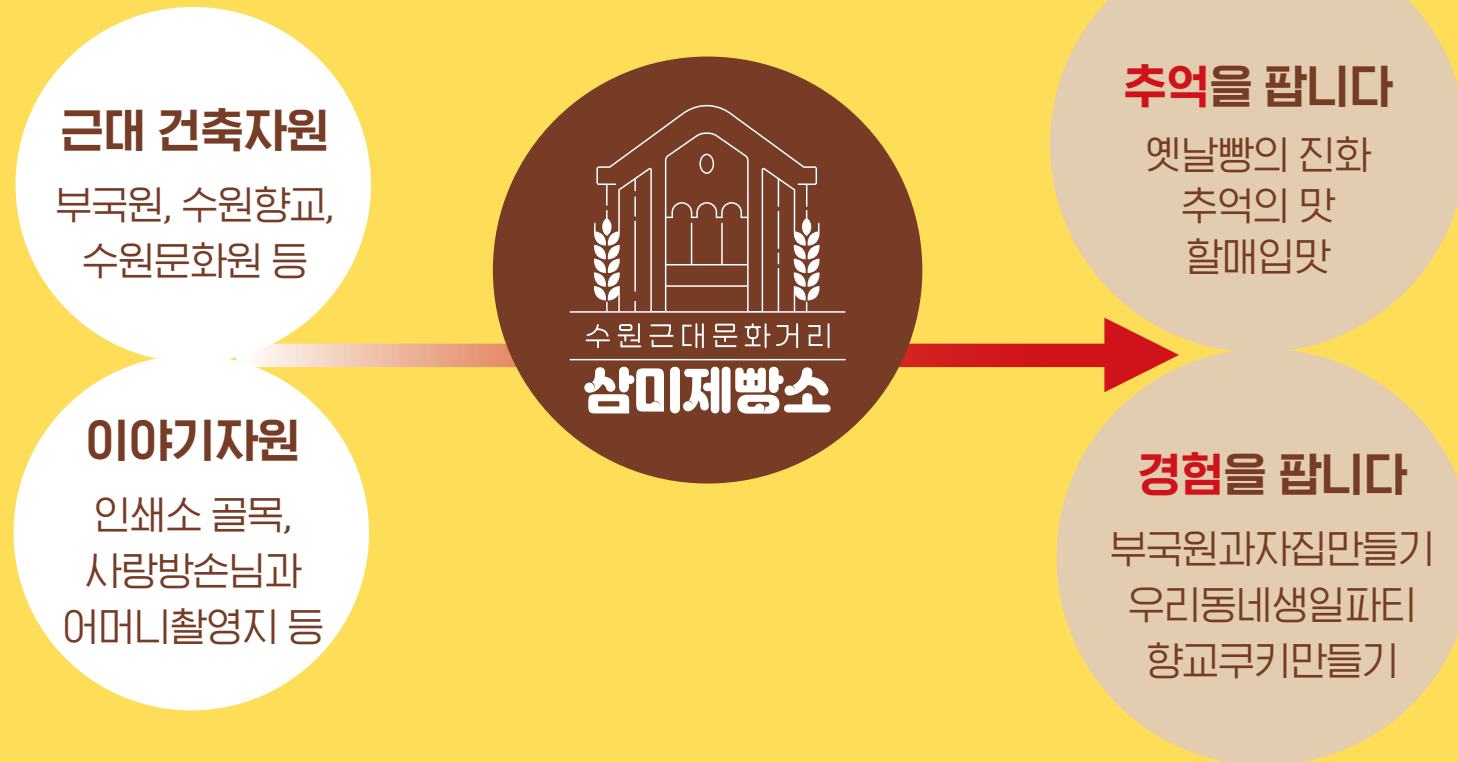 근대 건축자원
부국원, 수원향교,
수원문화원 등
이야기자원
인쇄소 골목,
사랑방손님과
어머니촬영지 등
수원근대문화거리
삼미제빵소
추억을 팝니다
옛날빵의 진화
추억의 맛
할매입맛
경험을 팝니다
부국원과자집만들기
우리동네생일파티
향교쿠키만들기